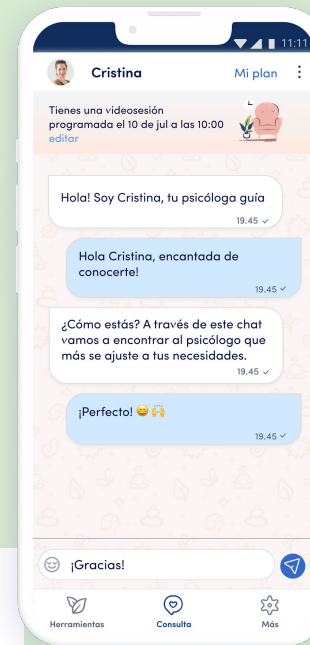 11:11
Cristina
Mi plan
Tienes una videosesión
programada el 10 de jul a las 10:00
editar
Hola! Soy Cristina, tu psicóloga guía
19.45
Hola Cristina, encantada de
conocerte!
19.45
¿Cómo estás? A través de este chat
vamos a encontrar al psicólogo que
más se ajuste a tus necesidades.
19.45
¡Perfecto! 😄 🙌
19.45
¡Gracias!
Herramientas
Consulta
Más